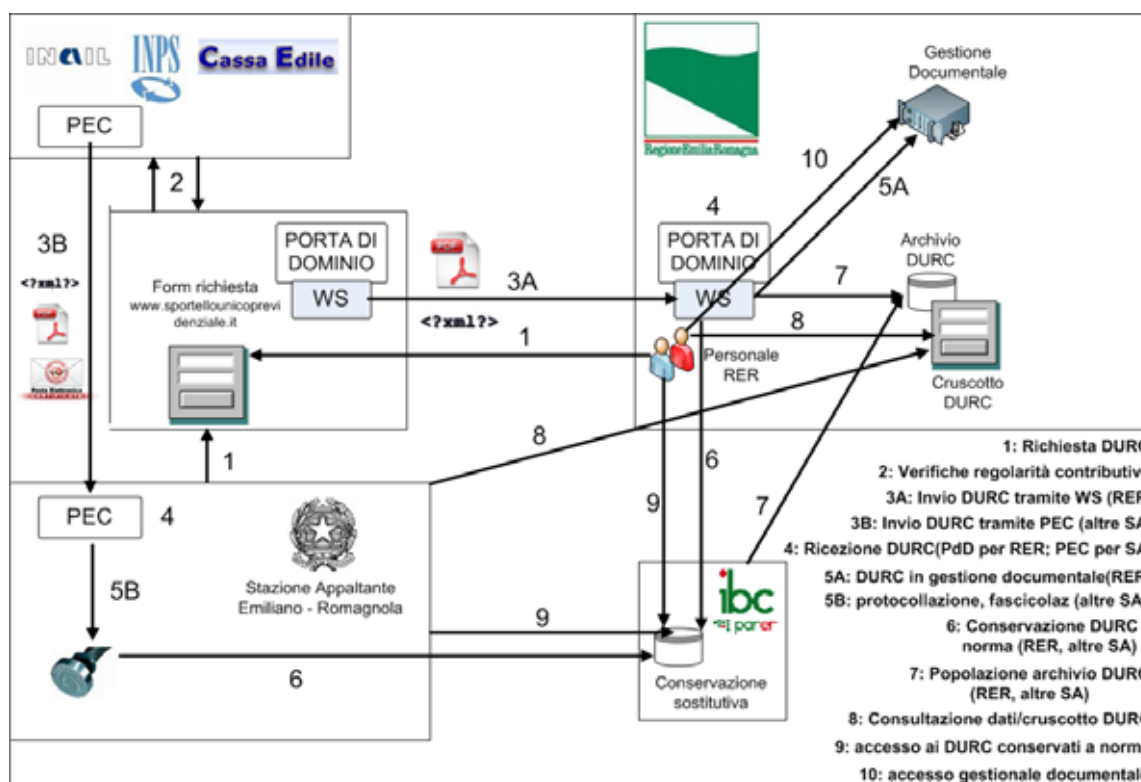 INAIL
INPS
Cassa Edile
PEC
2
3B
<?xml?>
PDF
Posta Elettronica
CERTIFICATA
Form richiesta
www.sportellounicoprevi
denziale.it
PORTA DI
DOMINIO
WS
PDF
3A
<?xml?>
1
1
RegioneEmiliaRomagna
Gestione
Documentale
10
5A
4
PORTA DI
DOMINIO
WS
Archivio
DURC
7
8
Personale
RER
Cruscotto
DURC
8
6
9
7
PEC
4
5B
Stazione Appaltante
Emiliano - Romagnola
9
6
ibc
parer
Conservazione
sostitutiva
1: Richiesta DURC
2: Verifiche regolarità contributiv
3A: Invio DURC tramite WS (RER
3B: Invio DURC tramite PEC (altre SA
4: Ricezione DURC(PdD per RER; PEC per SA
5A: DURC in gestione documentale(RER
5B: protocollazione, fascicolaz (altre SA
6: Conservazione DURC
norma (RER, altre SA)
7: Popolazione archivio DURC
(RER, altre SA)
8: Consultazione dati/cruscotto DURC
9: accesso ai DURC conservati a norm
10: accesso gestionale documental